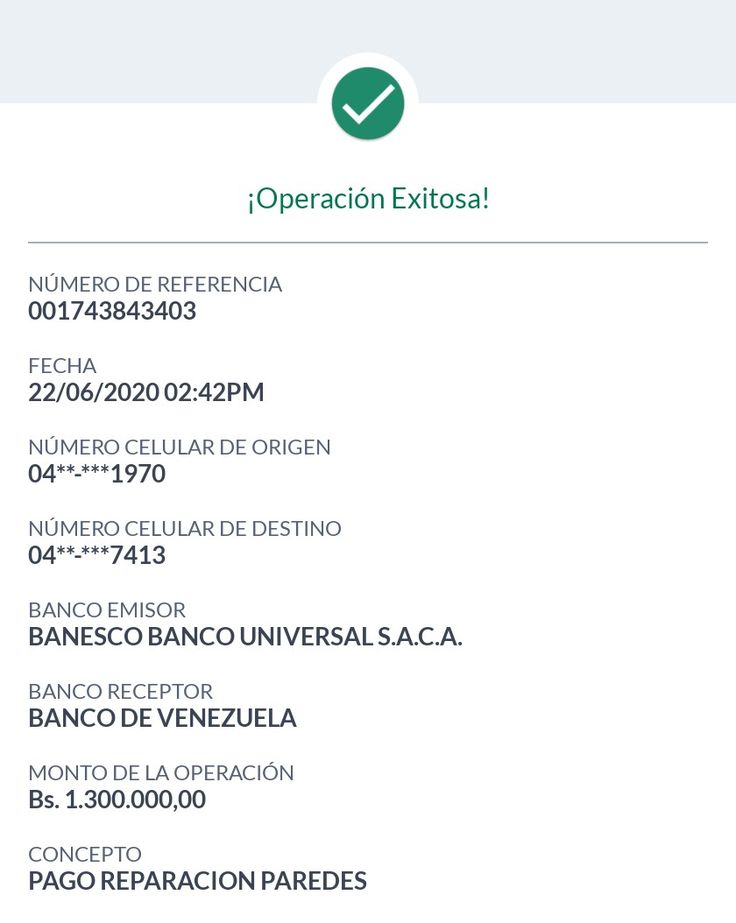 ¡Operación Exitosa!
NÚMERO DE REFERENCIA
001743843403
FECHA
22/06/2020 02:42PM
NÚMERO CELULAR DE ORIGEN
04**-***1970
NÚMERO CELULAR DE DESTINO
04**-***7413
BANCO EMISOR
BANESCO BANCO UNIVERSAL S.A.C.A.
BANCO RECEPTOR
BANCO DE VENEZUELA
MONTO DE LA OPERACIÓN
Bs. 1.300.000,00
CONCEPTO
PAGO REPARACION PAREDES